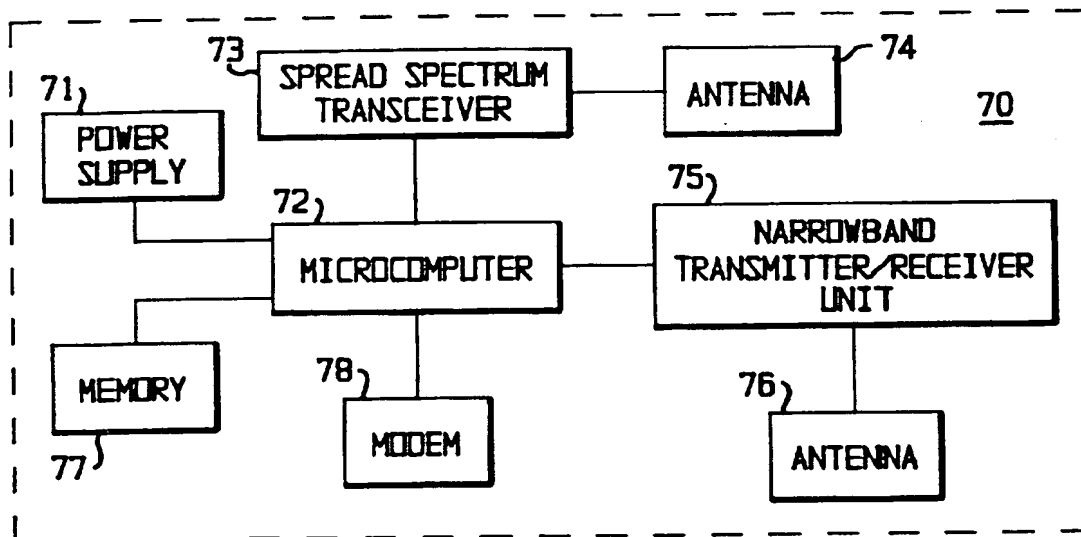 73
SPREAD SPECTRUM
TRANSCEIVER
ANTENNA
74
70
71
POWER
SUPPLY
72
MICROCOMPUTER
75
NARROWBAND
TRANSMITTER/RECEIVER
UNIT
MEMORY
77
78
MODEM
76
ANTENNA